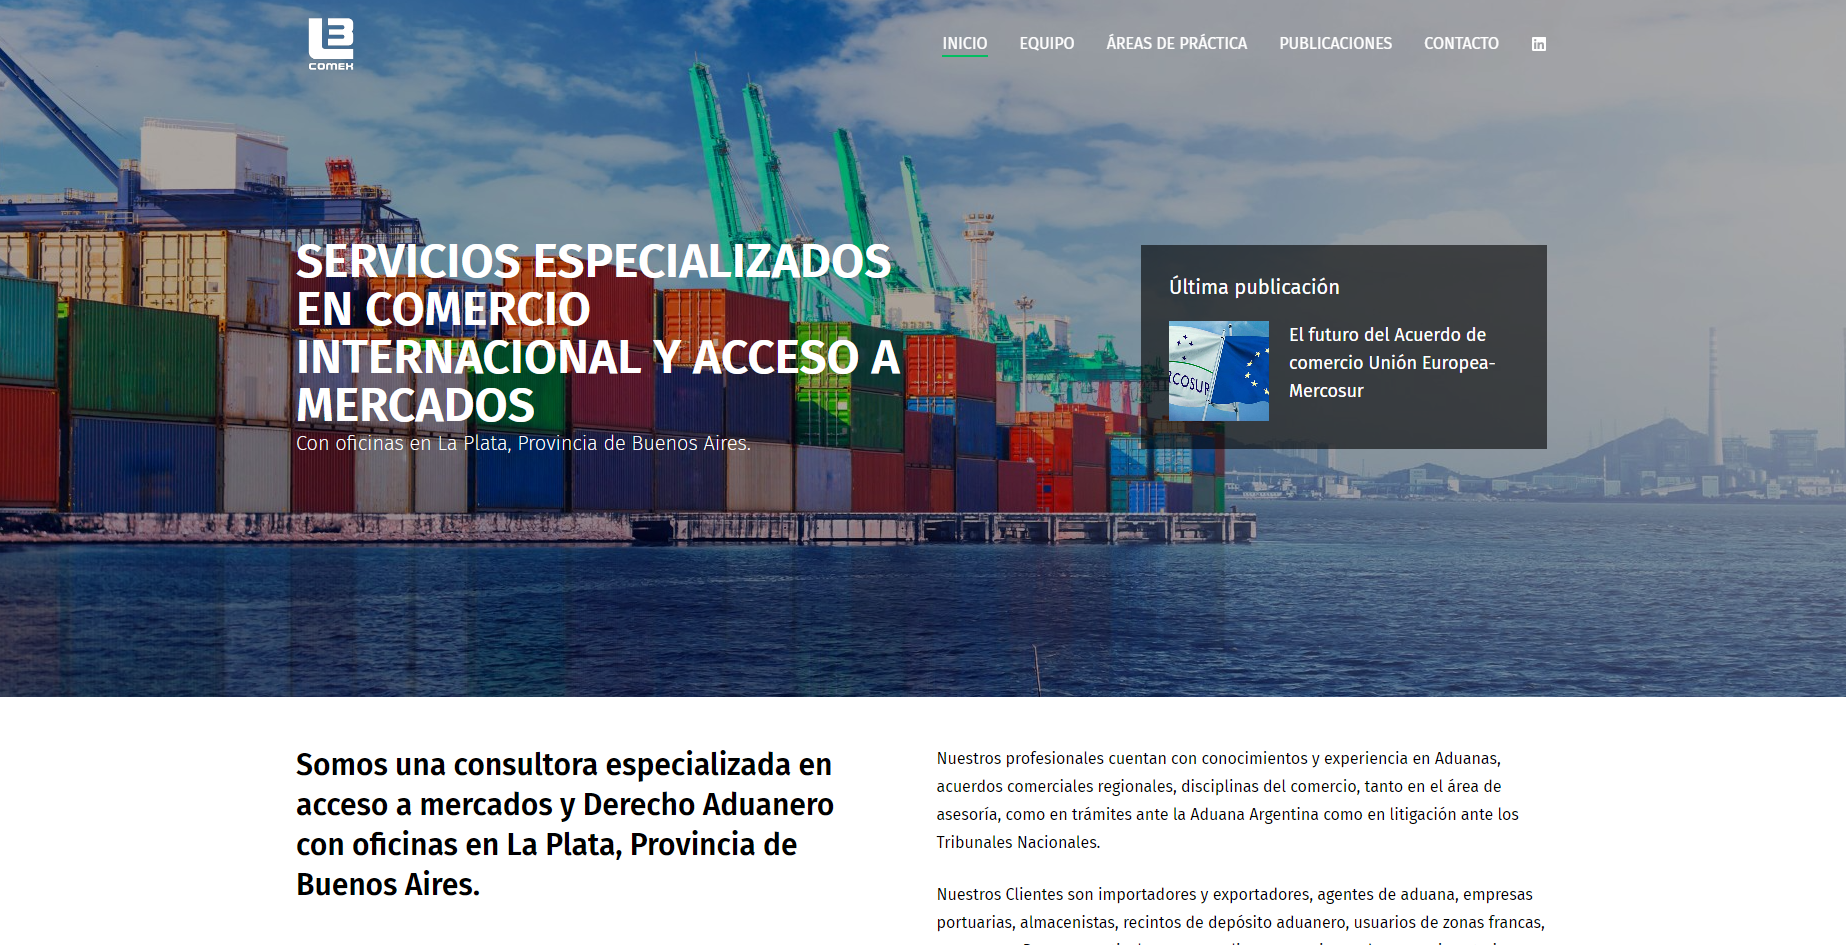 LB
COMEX
INICIO EQUIPO ÁREAS DE PRÁCTICA PUBLICACIONES CONTACTO in
SERVICIOS ESPECIALIZADOS
EN COMERCIO
INTERNACIONAL Y ACCESO A
MERCADOS
Con oficinas en La Plata, Provincia de Buenos Aires.
Última publicación
RCOSUR
El futuro del Acuerdo de
comercio Unión Europea-
Mercosur
Somos una consultora especializada en
acceso a mercados y Derecho Aduanero
con oficinas en La Plata, Provincia de
Buenos Aires.
Nuestros profesionales cuentan con conocimientos y experiencia en Aduanas,
acuerdos comerciales regionales, disciplinas del comercio, tanto en el área de
asesoría, como en trámites ante la Aduana Argentina como en litigación ante los
Tribunales Nacionales.
Nuestros Clientes son importadores y exportadores, agentes de aduana, empresas
portuarias, almacenistas, recintos de depósito aduanero, usuarios de zonas francas,